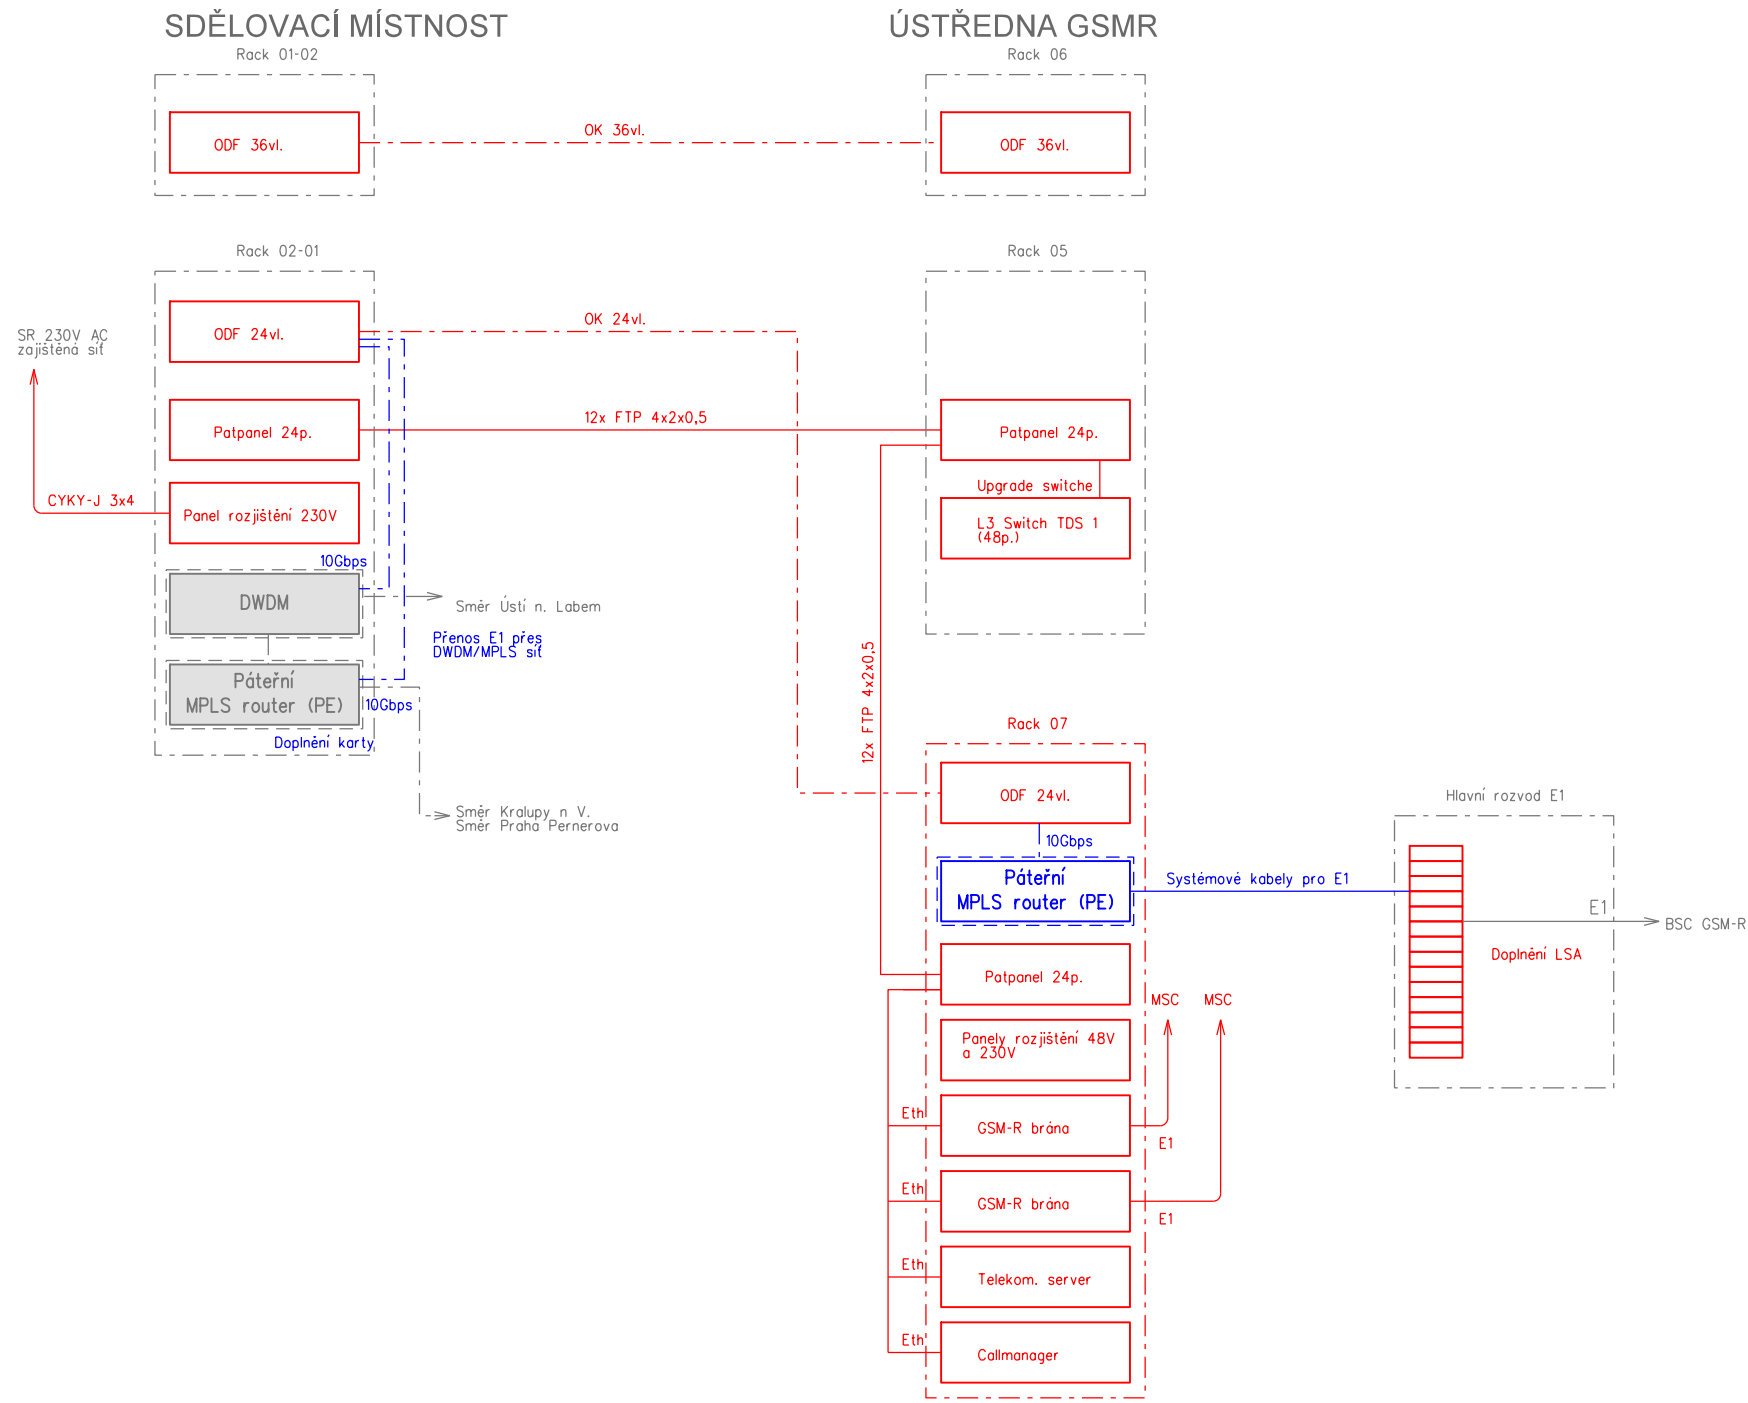 SDĚLOVACÍ MÍSTNOST
ÚSTŘEDNA GSMR
Rack 01-02
Rack 06
ODF 36vl.
OK 36vl.
ODF 36vl.
Rack 02-01
Rack 05
SR 230V AC
zajištěná síť
ODF 24vl.
OK 24vl.
Patpanel 24p.
12x FTP 4x2x0,5
Patpanel 24p.
Upgrade switche
CYKY-J 3x4
Panel rozjištění 230V
L3 Switch TDS 1
(48p.)
10Gbps
DWDM
Směr Ústí n. Labem
Přenos E1 přes
DWDM/MPLS síť
Páteřní
MPLS router (PE)
10Gbps
Doplnění karty
12x FTP 4x2x0,5
Směr Kralupy n V.
Směr Praha Pernerova
Rack 07
ODF 24vl.
10Gbps
Páteřní
MPLS router (PE)
Systémové kabely pro E1
Hlavní rozvod E1
E1
BSC GSM-R
Doplnění LSA
Patpanel 24p.
MSC
MSC
Panely rozjištění 48V
a 230V
Eth
GSM-R brána
E1
Eth
GSM-R brána
E1
Eth
Telekom. server
Eth
Callmanager